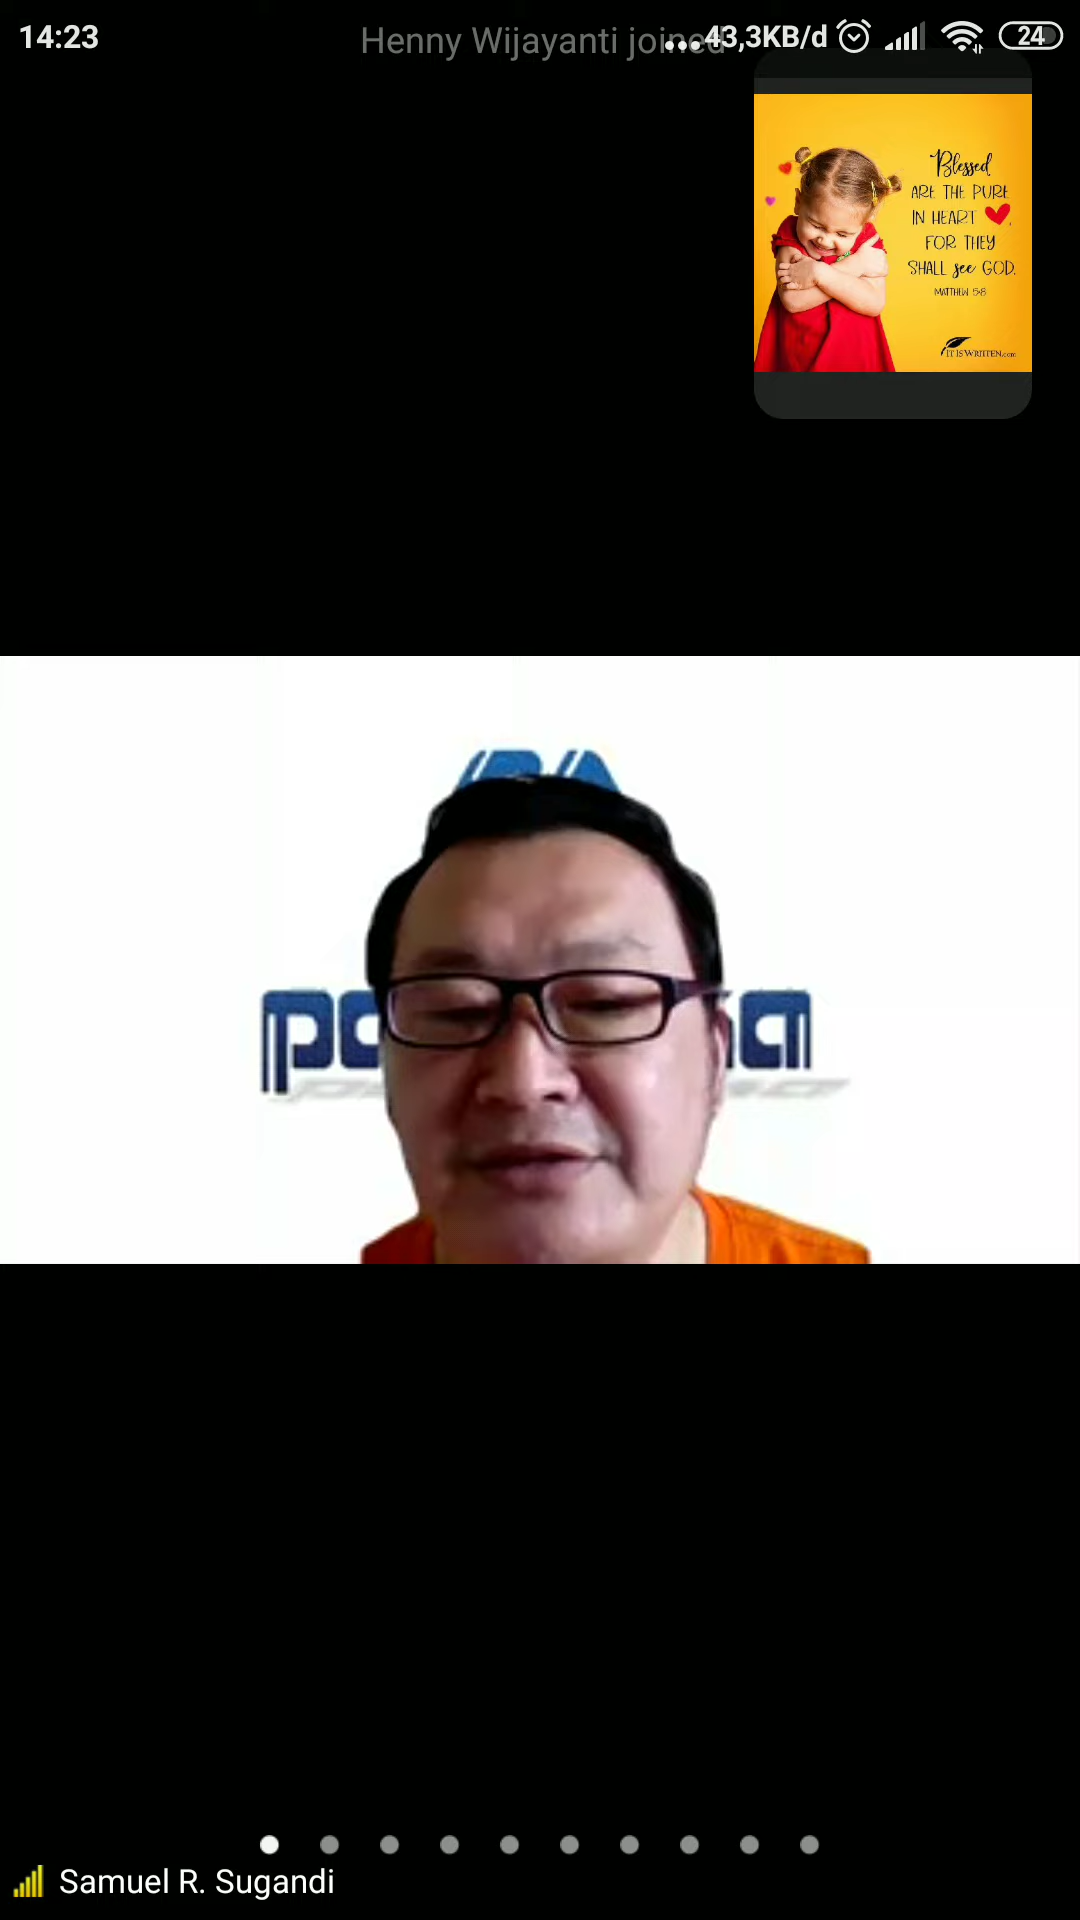 14:23
Henny Wijayanti joined
...43,3KB/d
24
Blessed
ARE THE PURE
IN HEART ,
FOR THEY
SHALL see GOD.
MATTHEW 5:8
IT IS WRITTEN.com
Samuel R. Sugandi